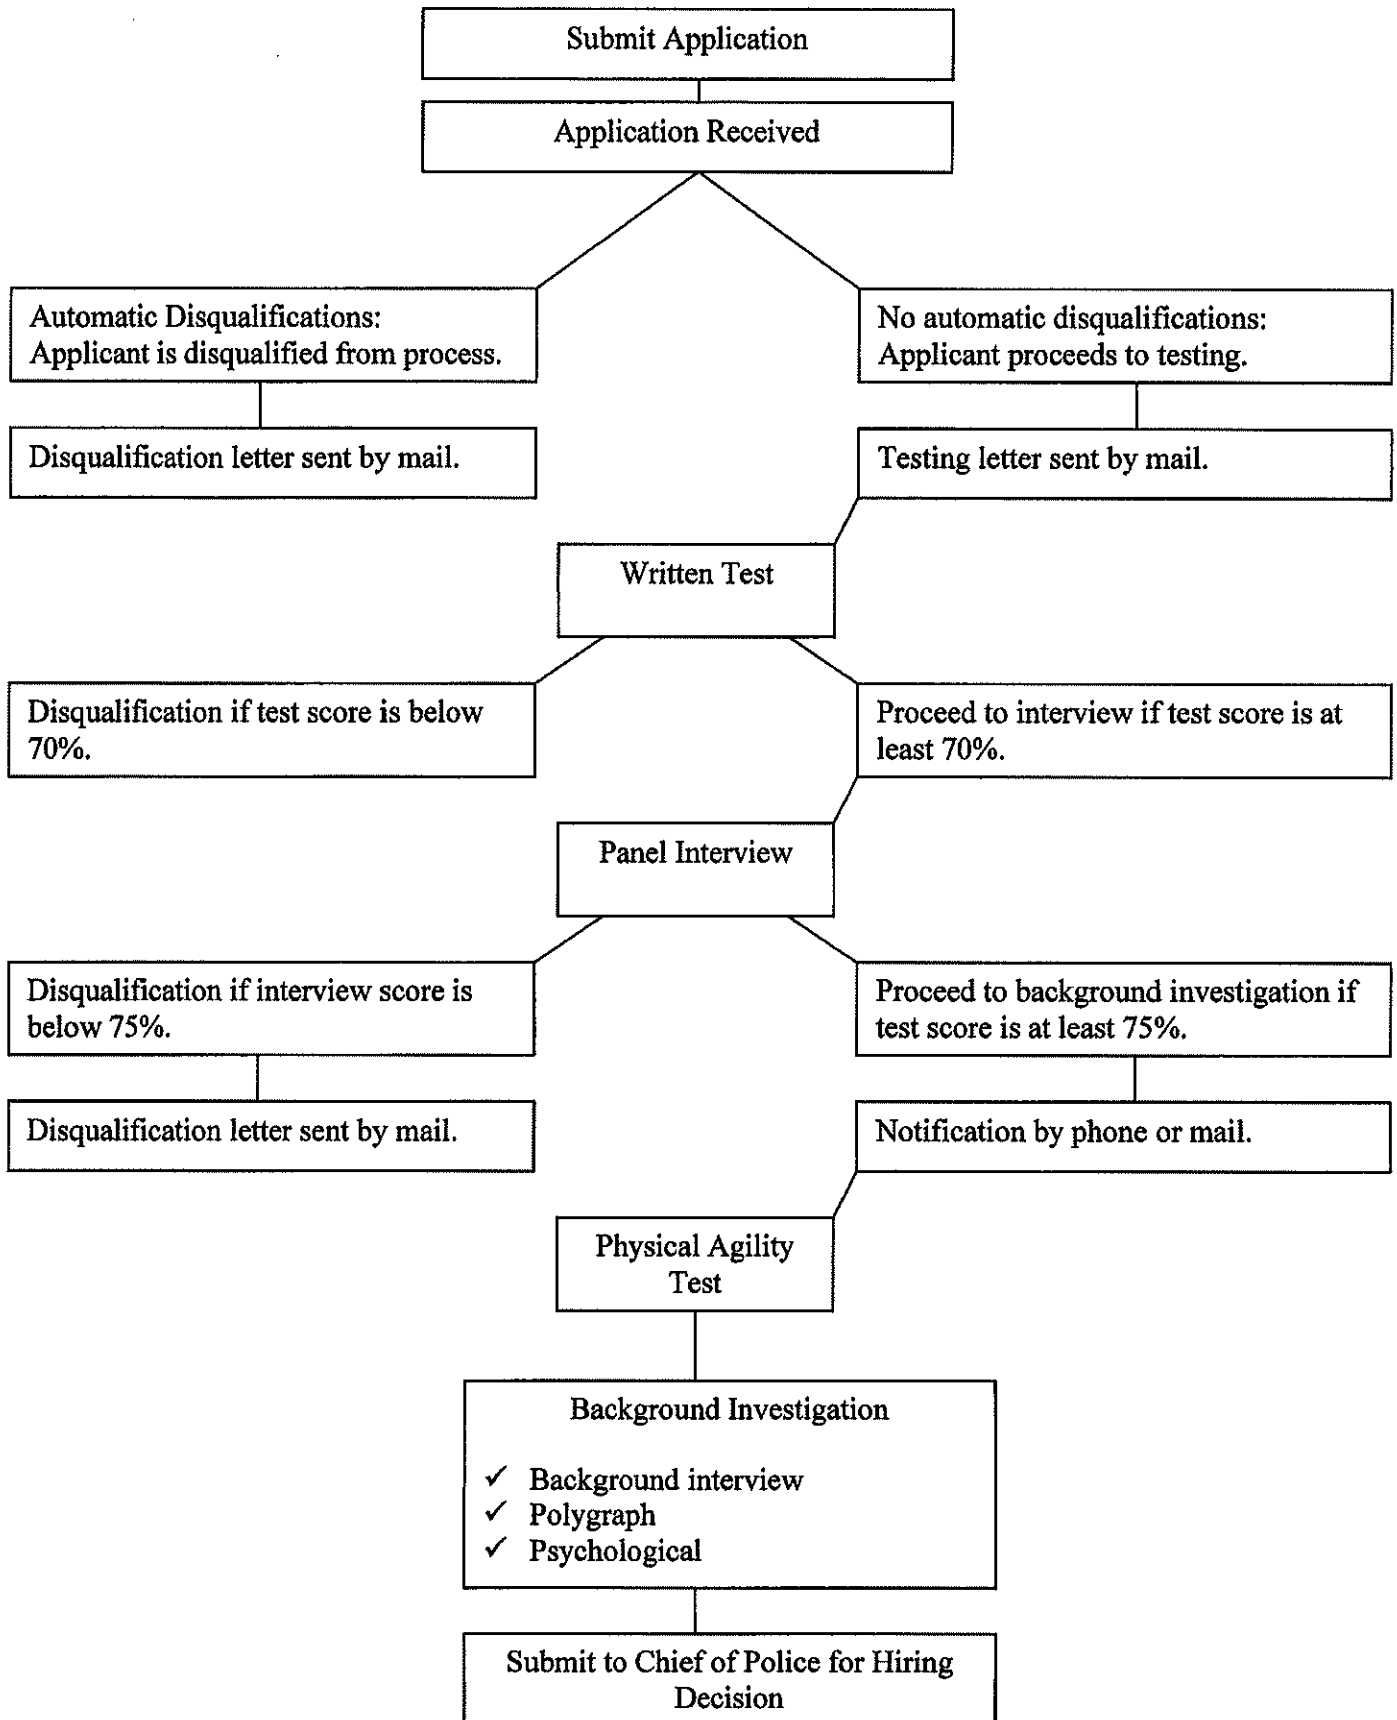 Submit Application
Application Received
Automatic Disqualifications:
Applicant is disqualified from process.
No automatic disqualifications:
Applicant proceeds to testing.
Disqualification letter sent by mail.
Testing letter sent by mail.
Written Test
Disqualification if test score is below
70%.
Proceed to interview if test score is at
least 70%.
Panel Interview
Disqualification if interview score is
below 75%.
Proceed to background investigation if
test score is at least 75%.
Disqualification letter sent by mail.
Notification by phone or mail.
Physical Agility
Test
Background Investigation
✓ Background interview
✓ Polygraph
✓ Psychological
Submit to Chief of Police for Hiring
Decision